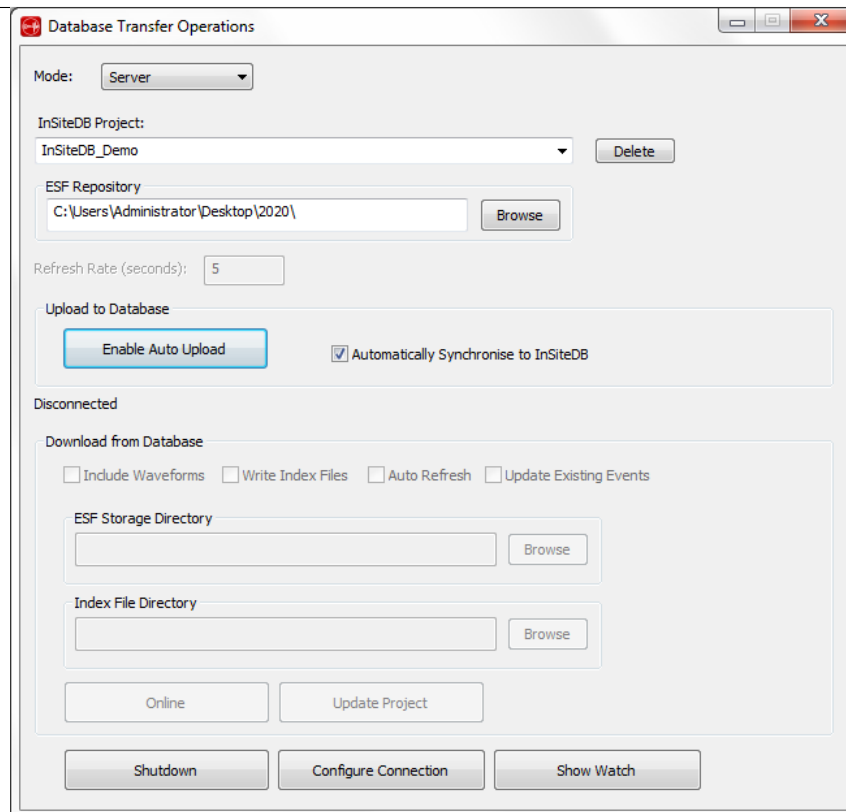 Database Transfer Operations
Mode: Server
InSiteDB Project:
InSiteDB_Demo Delete
ESF Repository
C:\Users\Administrator\Desktop\2020\ Browse
Refresh Rate (seconds): 5
Upload to Database
Enable Auto Upload Automatically Synchronise to InSiteDB
Disconnected
Download from Database
Include Waveforms Write Index Files Auto Refresh Update Existing Events
ESF Storage Directory
Browse
Index File Directory
Browse
Online Update Project
Shutdown Configure Connection Show Watch